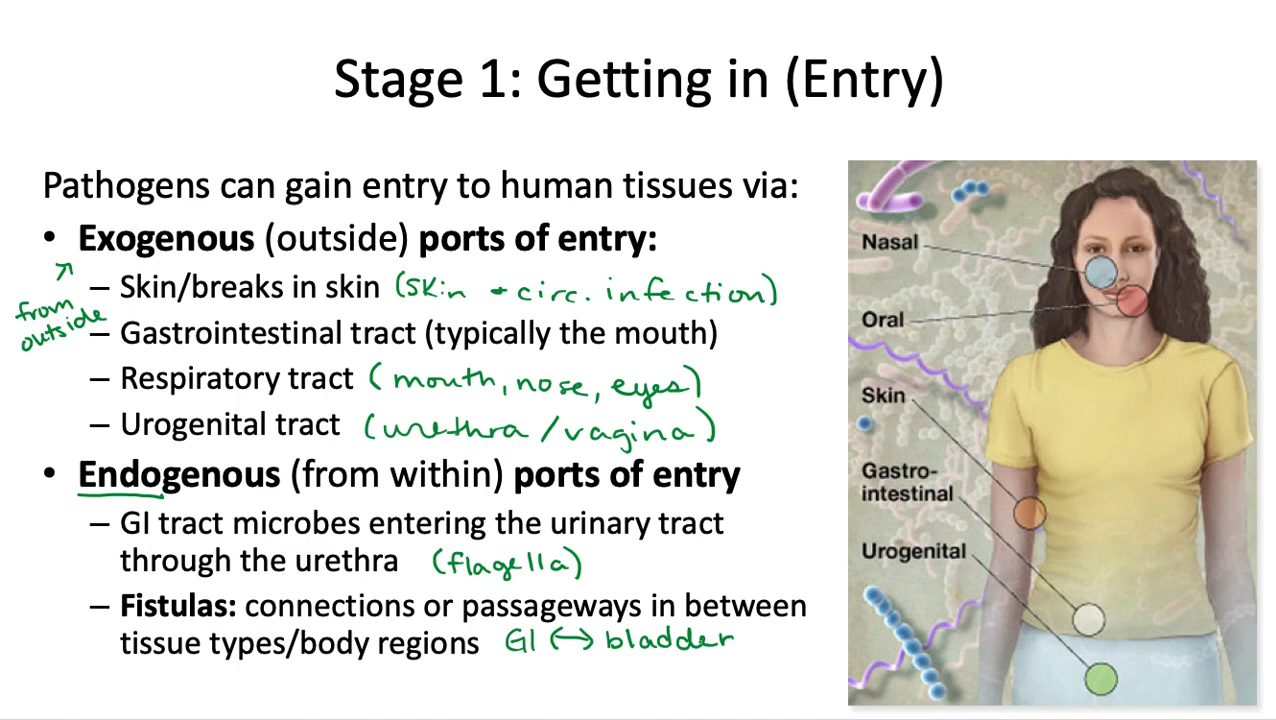 Stage 1: Getting in (Entry)
Pathogens can gain entry to human tissues via:
• Exogenous (outside) ports of entry:
from outside
– Skin/breaks in skin (skin + circ. infection)
– Gastrointestinal tract (typically the mouth)
– Respiratory tract (mouth, nose, eyes)
– Urogenital tract (urethra/vagina)
• Endogenous (from within) ports of entry
– GI tract microbes entering the urinary tract
through the urethra (flagella)
– Fistulas: connections or passageways in between
tissue types/body regions GI ↔ bladder
Nasal
Oral
Skin
Gastro-
intestinal
Urogenital